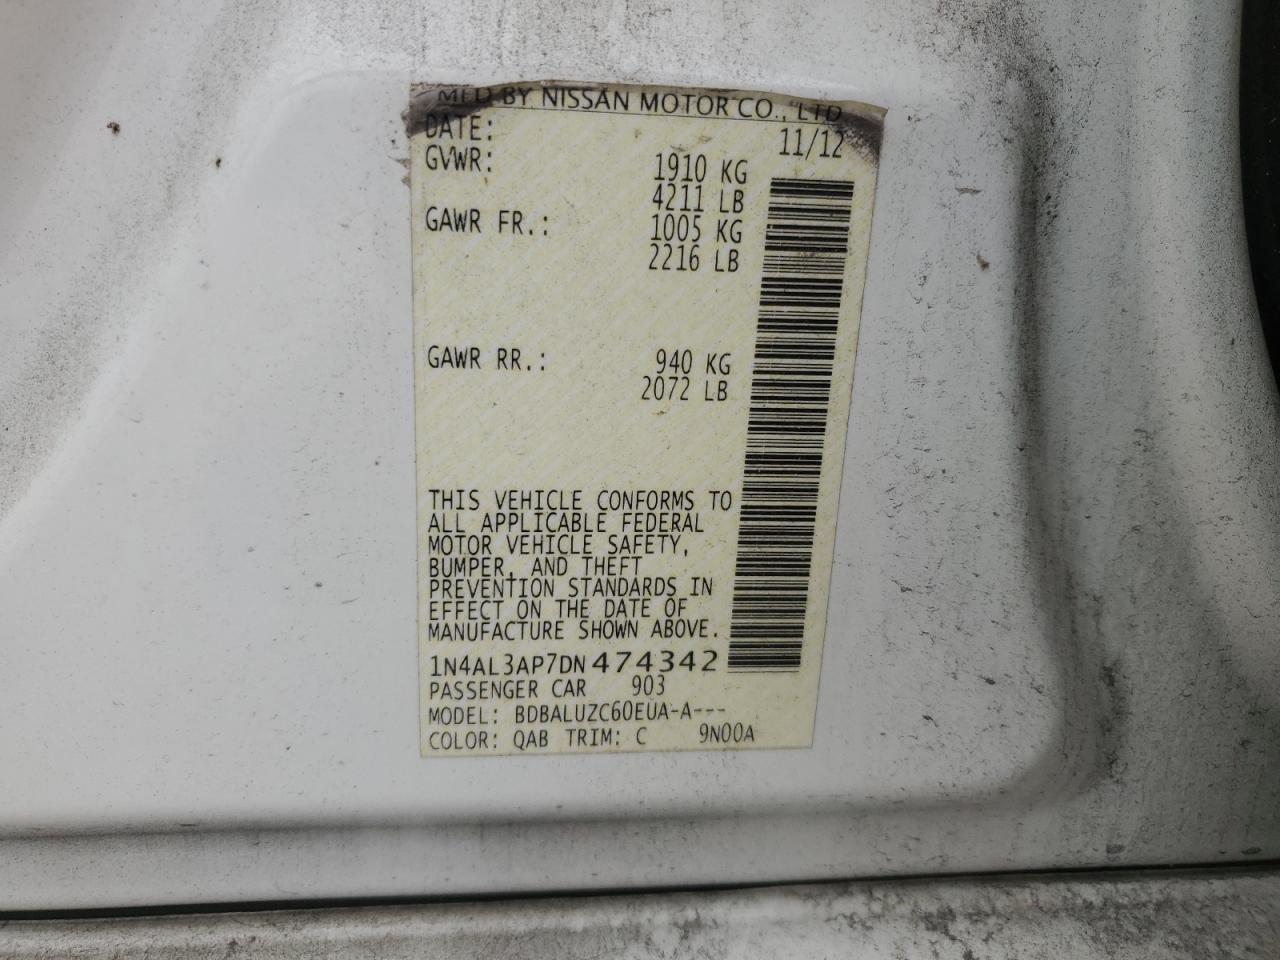 MFD BY NISSAN MOTOR CO., LTD
DATE: 11/12
GVWR: 1910 KG
4211 LB
GAWR FR.: 1005 KG
2216 LB
GAWR RR.: 940 KG
2072 LB
THIS VEHICLE CONFORMS TO
ALL APPLICABLE FEDERAL
MOTOR VEHICLE SAFETY,
BUMPER, AND THEFT
PREVENTION STANDARDS IN
EFFECT ON THE DATE OF
MANUFACTURE SHOWN ABOVE.
1N4AL3AP7DN474342
PASSENGER CAR 903
MODEL: BDBALUZC60EUA-A---
COLOR: QAB TRIM: C 9N00A